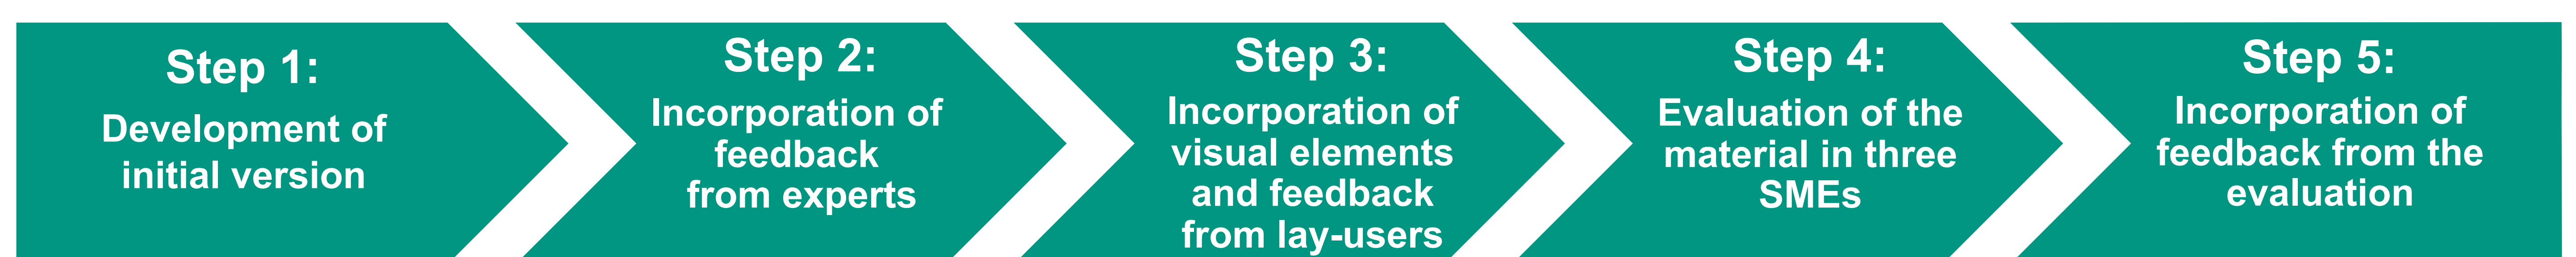 Step 1:
Development of
initial version
Step 2:
Incorporation of
feedback
from experts
Step 3:
Incorporation of
visual elements
and feedback
from lay-users
Step 4:
Evaluation of the
material in three
SMEs
Step 5:
Incorporation of
feedback from the
evaluation